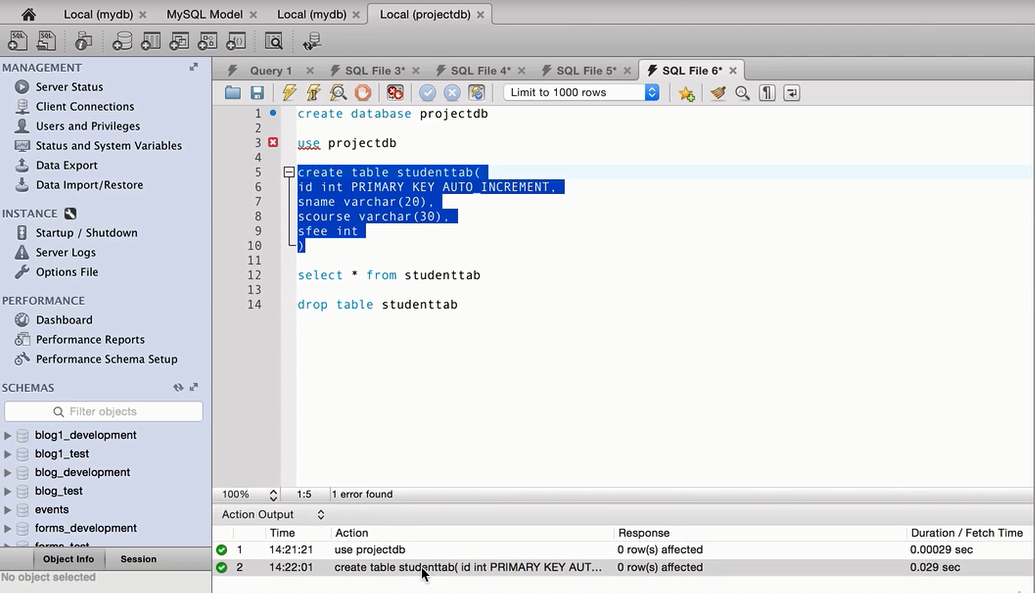 Local (mydb)
MySQL Model
Local (mydb)
Local (projectdb)
MANAGEMENT
Server Status
Client Connections
Users and Privileges
Status and System Variables
Data Export
Data Import/Restore
INSTANCE
Startup / Shutdown
Server Logs
Options File
PERFORMANCE
Dashboard
Performance Reports
Performance Schema Setup
SCHEMAS
Filter objects
blog1_development
blog1_test
blog_development
blog_test
events
forms_development
forms_test
Object Info
Session
No object selected
Query 1
SQL File 3*
SQL File 4*
SQL File 5*
SQL File 6*
Limit to 1000 rows
1 create database projectdb
2
3 use projectdb
4
5 create table studenttab(
6 id int PRIMARY KEY AUTO_INCREMENT,
7 sname varchar(20),
8 scourse varchar(30),
9 sfee int
10 )
11
12 select * from studenttab
13
14 drop table studenttab
100% 1:5 1 error found
Action Output
Time Action Response Duration / Fetch Time
1 14:21:21 use projectdb 0 row(s) affected 0.00029 sec
2 14:22:01 create table studenttab( id int PRIMARY KEY AUT... 0 row(s) affected 0.029 sec